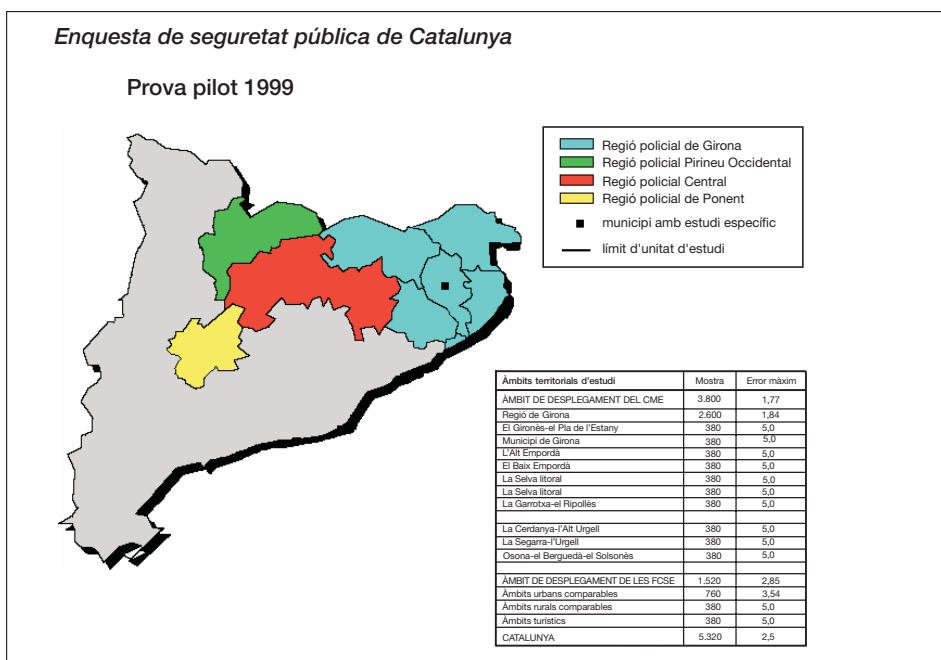 Enquesta de seguretat pública de Catalunya
Prova pilot 1999
Regió policial de Girona
Regió policial Pirineu Occidental
Regió policial Central
Regió policial de Ponent
municipi amb estudi específic
límit d'unitat d'estudi
Àmbits territorials d'estudi Mostra Error màxim
ÀMBIT DE DESPLEGAMENT DEL CME 3.800 1,77
Regió de Girona 2.600 1,84
El Gironès-el Pla de l'Estany 380 5,0
Municipi de Girona 380 5,0
L'Alt Empordà 380 5,0
El Baix Empordà 380 5,0
La Selva litoral 380 5,0
La Selva litoral 380 5,0
La Garrotxa-el Ripollès 380 5,0
La Cerdanya-l'Alt Urgell 380 5,0
La Segarra-l'Urgell 380 5,0
Osona-el Berguedà-el Solsonès 380 5,0
ÀMBIT DE DESPLEGAMENT DE LES FCSE 1.520 2,85
Àmbits urbans comparables 760 3,54
Àmbits rurals comparables 380 5,0
Àmbits turístics 380 5,0
CATALUNYA 5.320 2,5